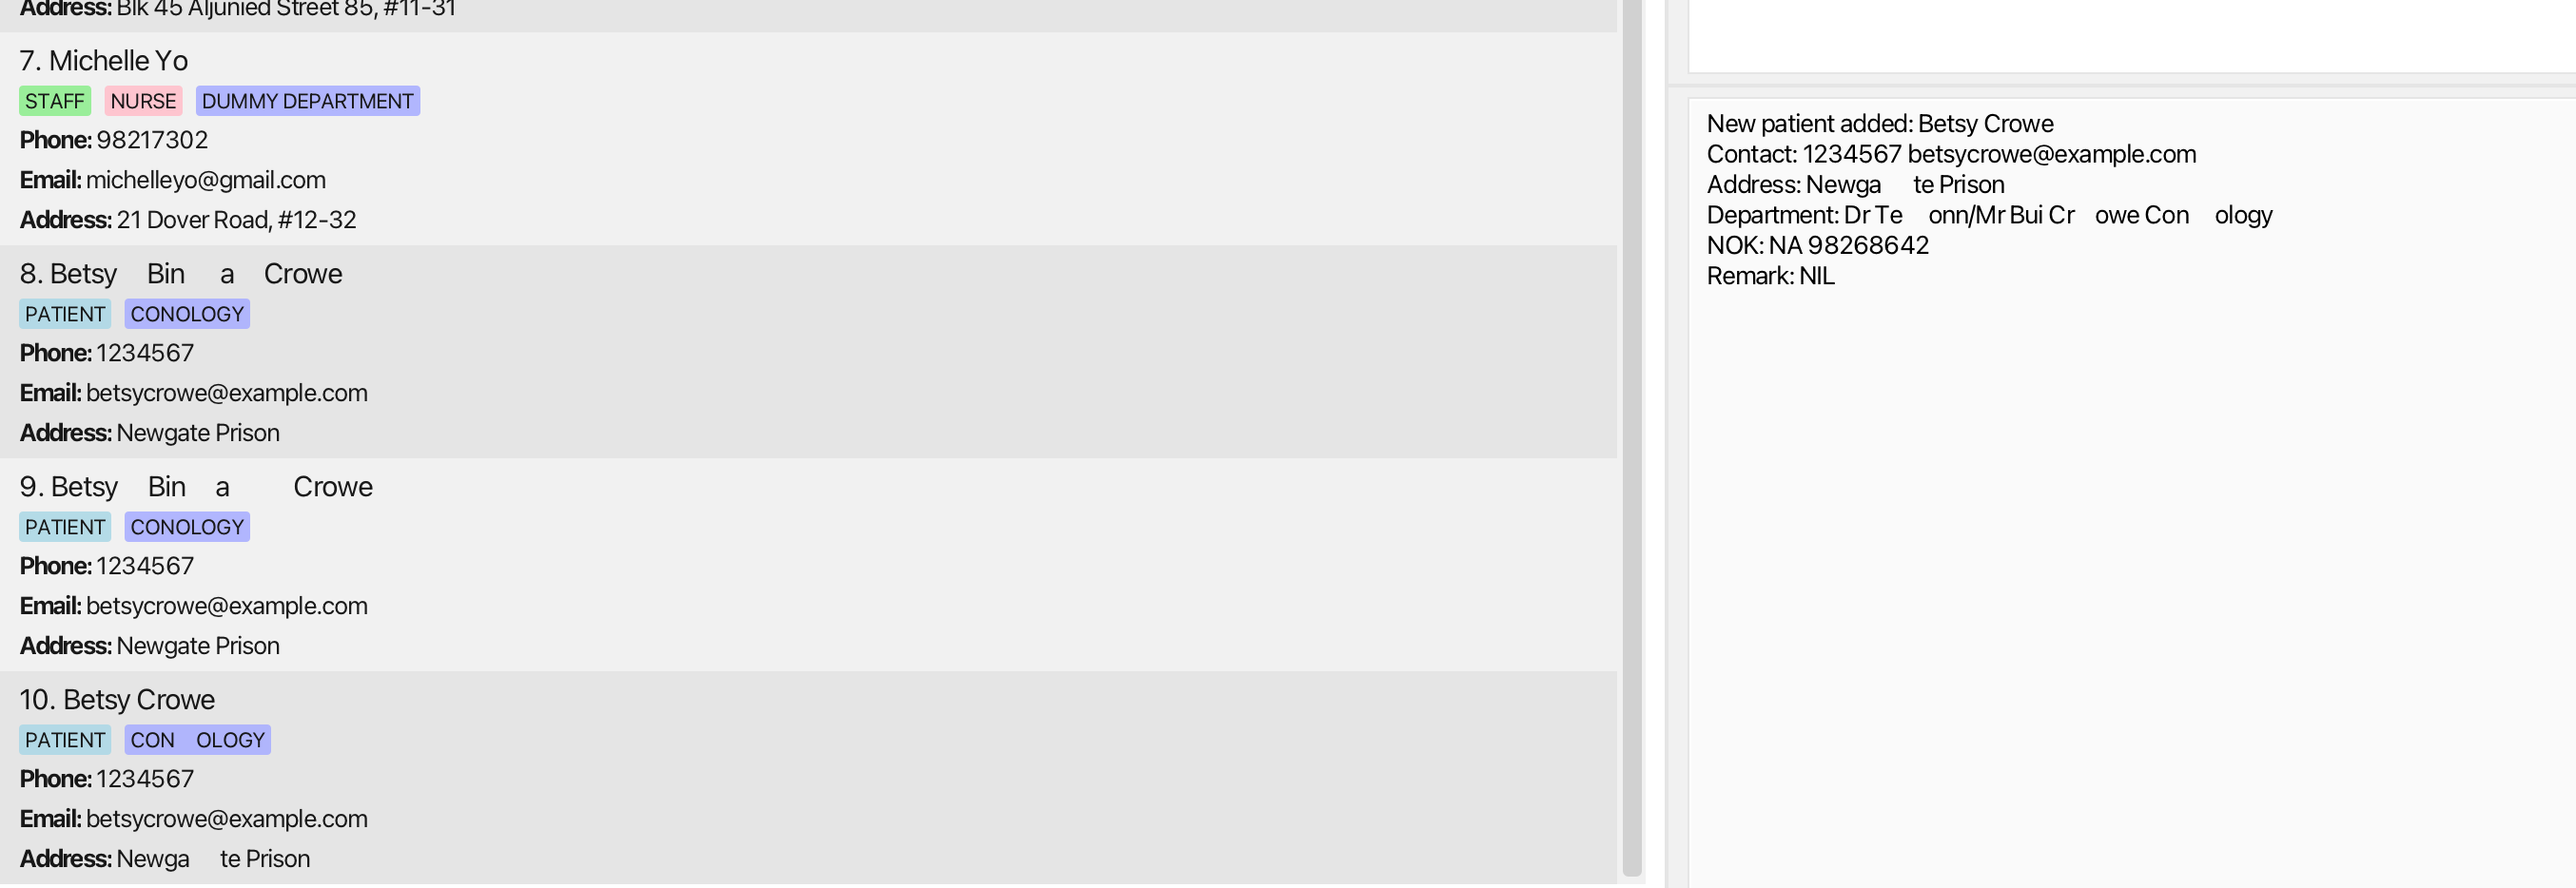 Address: Blk 45 Aljunied Street 85, #11-31
7. Michelle Yo
STAFF NURSE DUMMY DEPARTMENT
Phone: 98217302
Email: michelleyo@gmail.com
Address: 21 Dover Road, #12-32
8. Betsy    Bin    a    Crowe
PATIENT CONOLOGY
Phone: 1234567
Email: betsycrowe@example.com
Address: Newgate Prison
9. Betsy    Bin    a        Crowe
PATIENT CONOLOGY
Phone: 1234567
Email: betsycrowe@example.com
Address: Newgate Prison
10. Betsy Crowe
PATIENT CON    OLOGY
Phone: 1234567
Email: betsycrowe@example.com
Address: Newga    te Prison
New patient added: Betsy Crowe
Contact: 1234567 betsycrowe@example.com
Address: Newga    te Prison
Department: Dr Te    onn/Mr Bui Cr   owe Con    ology
NOK: NA 98268642
Remark: NIL